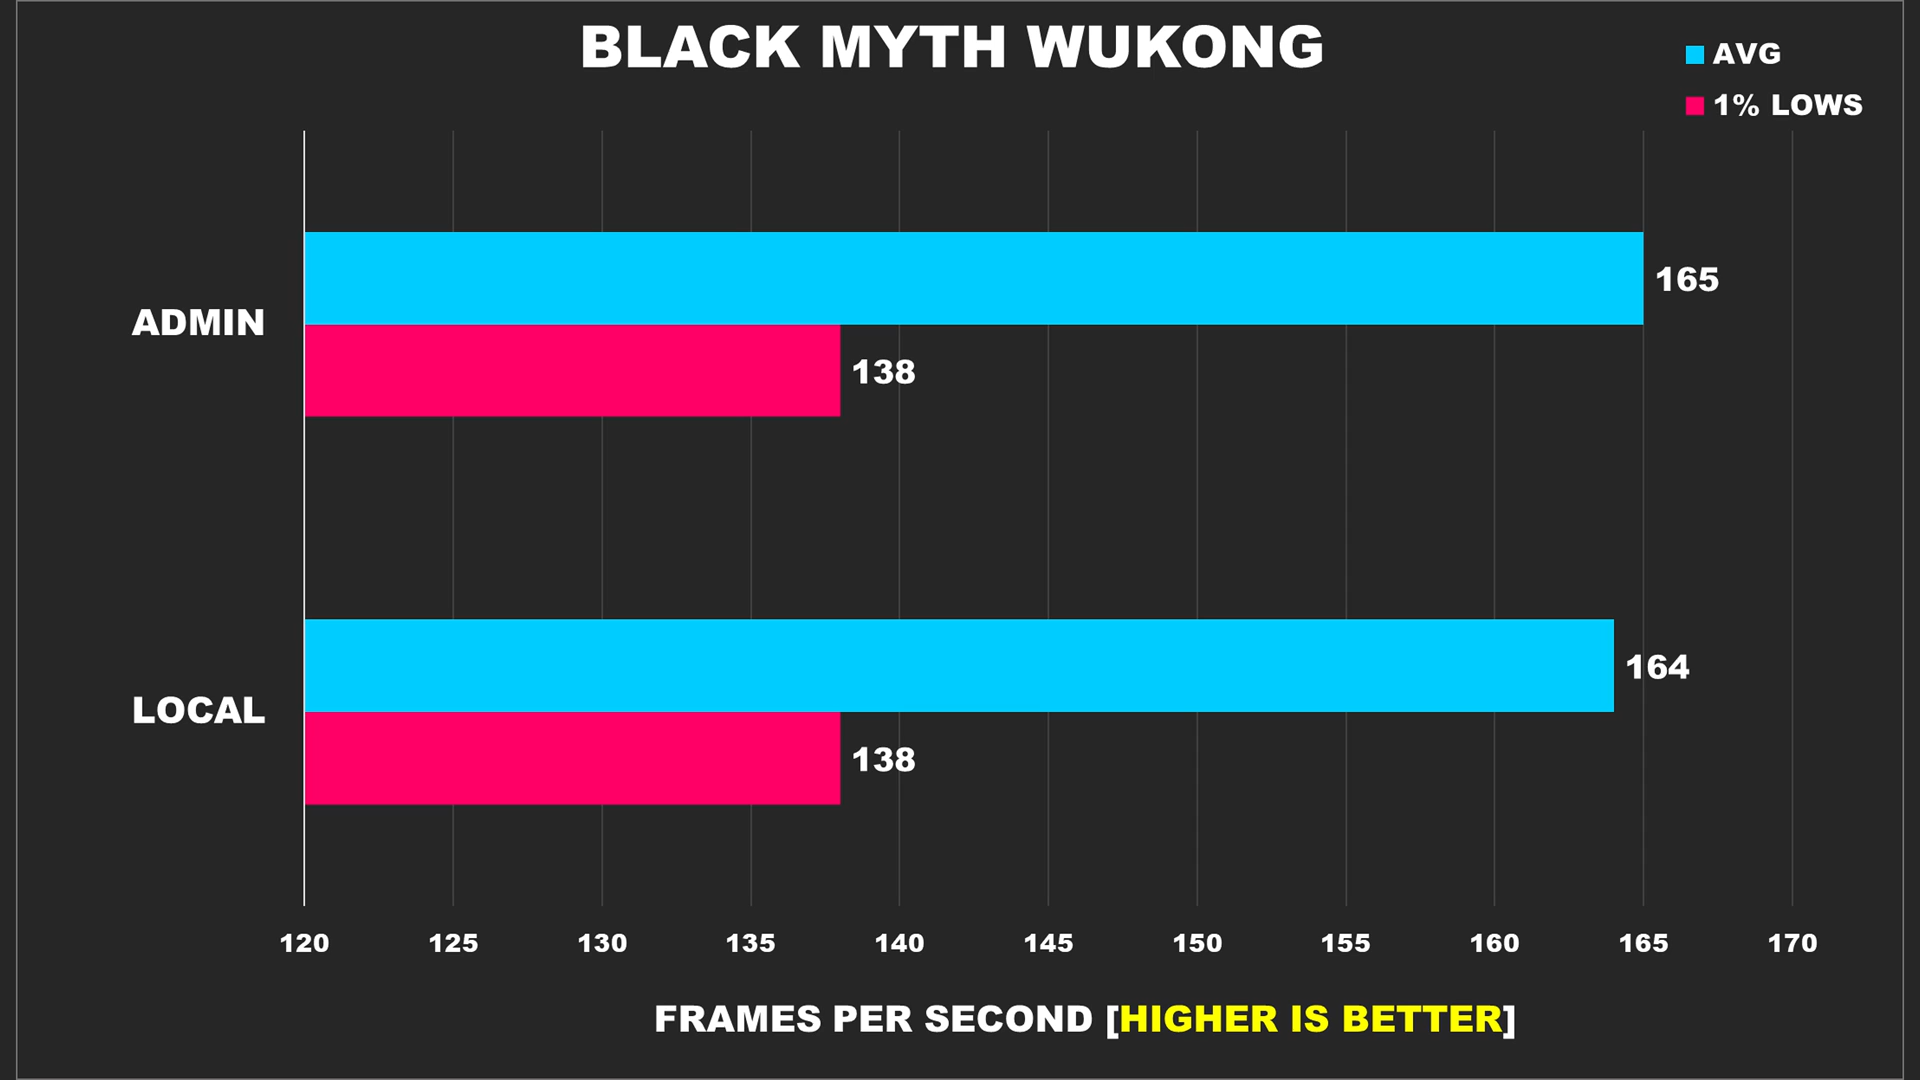 BLACK MYTH WUKONG
AVG
1% LOWS
ADMIN
165
138
LOCAL
164
138
120 125 130 135 140 145 150 155 160 165 170
FRAMES PER SECOND [HIGHER IS BETTER]